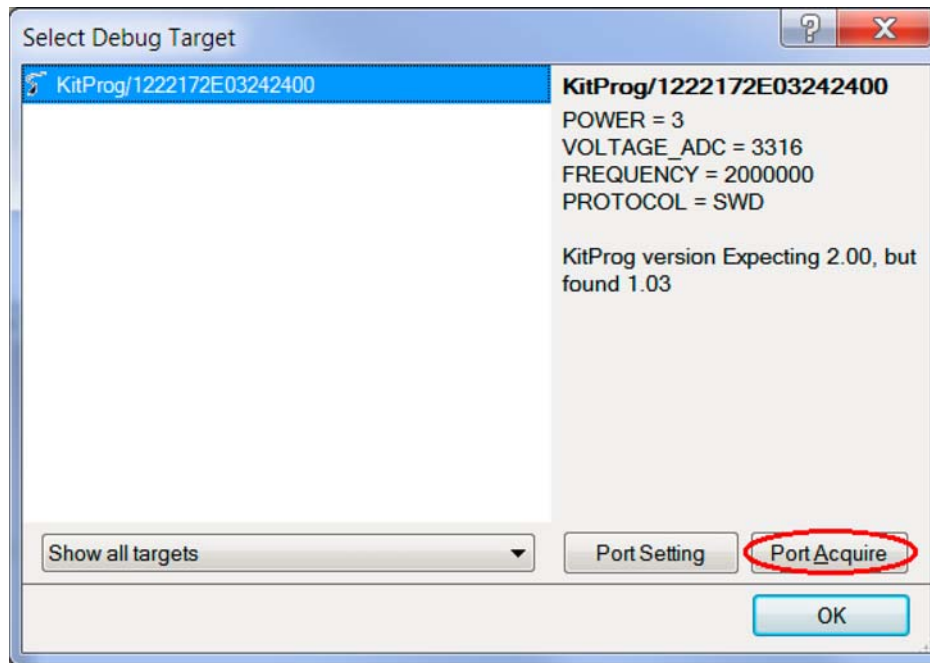 Select Debug Target
?
X
KitProg/1222172E03242400
KitProg/1222172E03242400
POWER = 3
VOLTAGE_ADC = 3316
FREQUENCY = 2000000
PROTOCOL = SWD
KitProg version Expecting 2.00, but
found 1.03
Show all targets
Port Setting
Port Acquire
OK